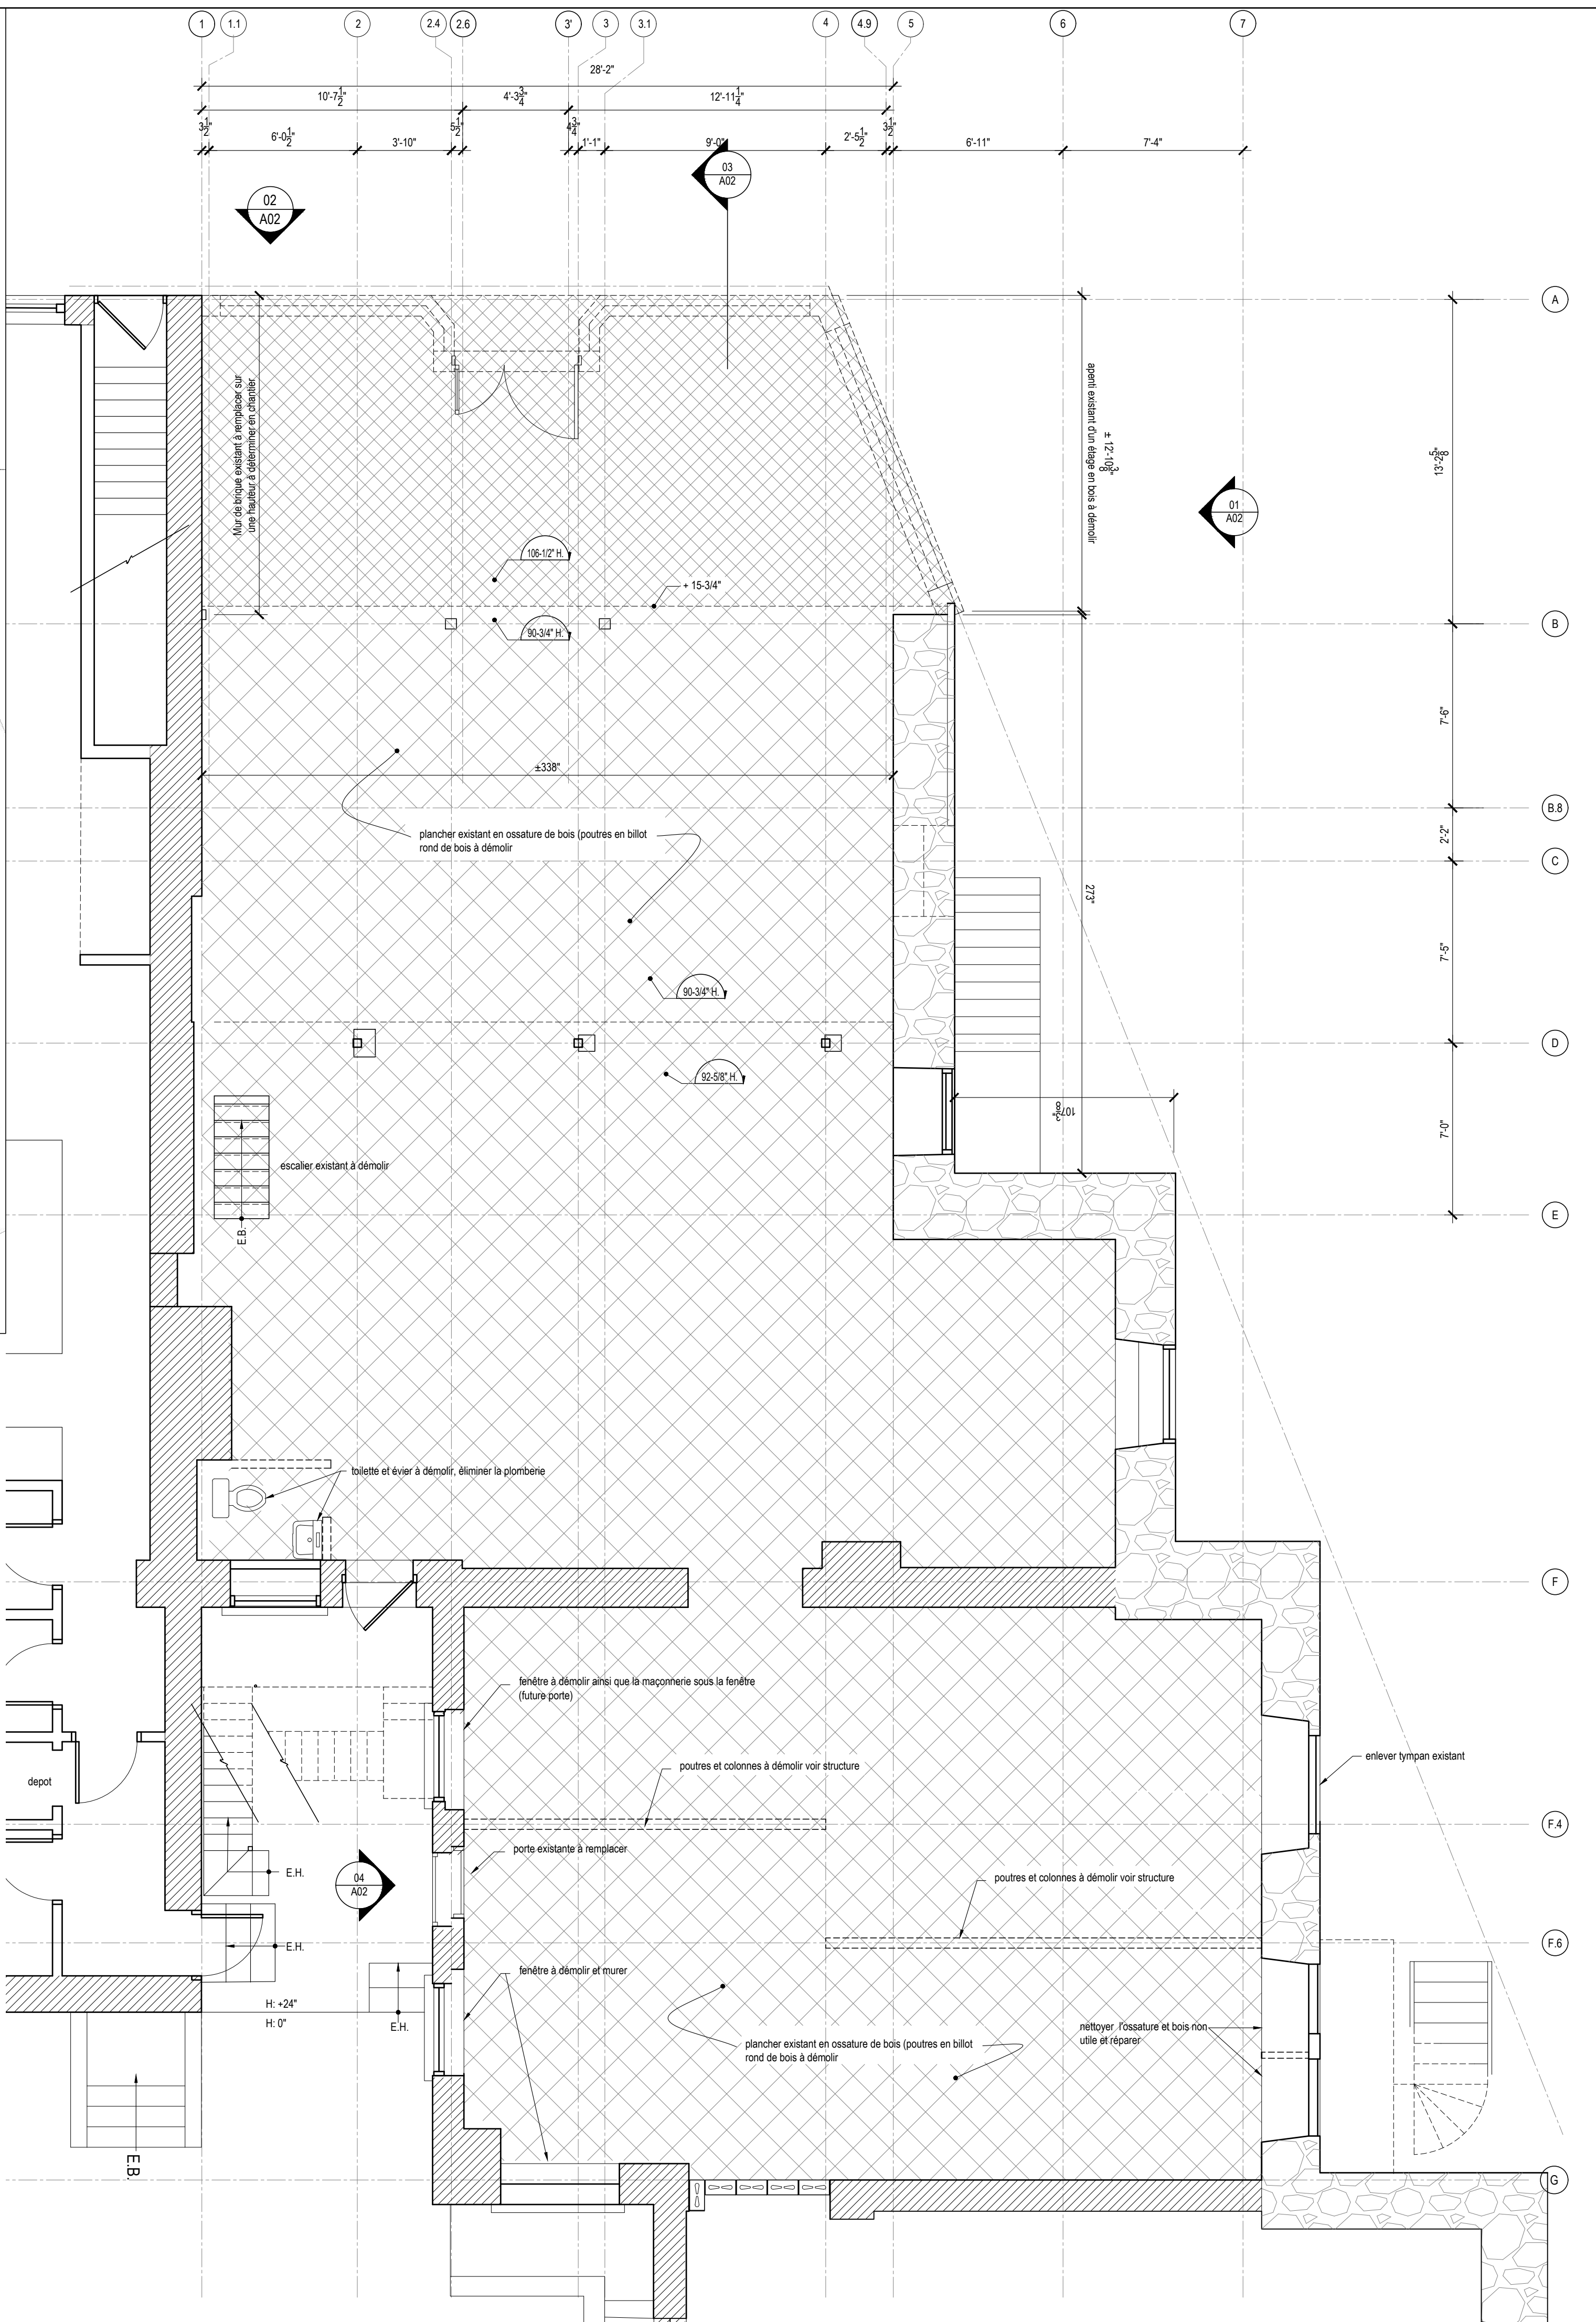 1 1.1 2 2.4 2.6 3' 3 3.1 4 4.9 5 6 7
28'-2"
10'-7 1/2" 4'-3 3/4" 12'-11 1/4"
3 1/2" 6'-0 1/2" 3'-10" 5 1/2" 4 3/4" 1'-1" 9'-0" 2'-5 1/2" 3 1/2" 6'-11" 7'-4"
03
A02
02
A02
A
Mur de brique existant à remplacer sur
une hauteur à déterminer en chantier
± 12'-10 3/8"
apenti existant d'un étage en bois à démolir
13'-2 5/8"
01
A02
106-1/2" H.
+ 15-3/4"
90-3/4" H.
B
7'-6"
±338"
B.8
plancher existant en ossature de bois (poutres en billot
rond de bois à démolir
2'-2"
C
273"
7'-5"
90-3/4" H.
D
92-5/8" H.
107 3/8"
7'-0"
escalier existant à démolir
E.B.
E
toilette et évier à démolir, éliminer la plomberie
F
fenêtre à démolir ainsi que la maçonnerie sous la fenêtre
(future porte)
enlever tympan existant
poutres et colonnes à démolir voir structure
depot
F.4
porte existante à remplacer
E.H.
04
A02
poutres et colonnes à démolir voir structure
E.H.
F.6
fenêtre à démolir et murer
H: +24"
H: 0"
E.H.
nettoyer l'ossature et bois non
utile et réparer
plancher existant en ossature de bois (poutres en billot
rond de bois à démolir
E.B.
G